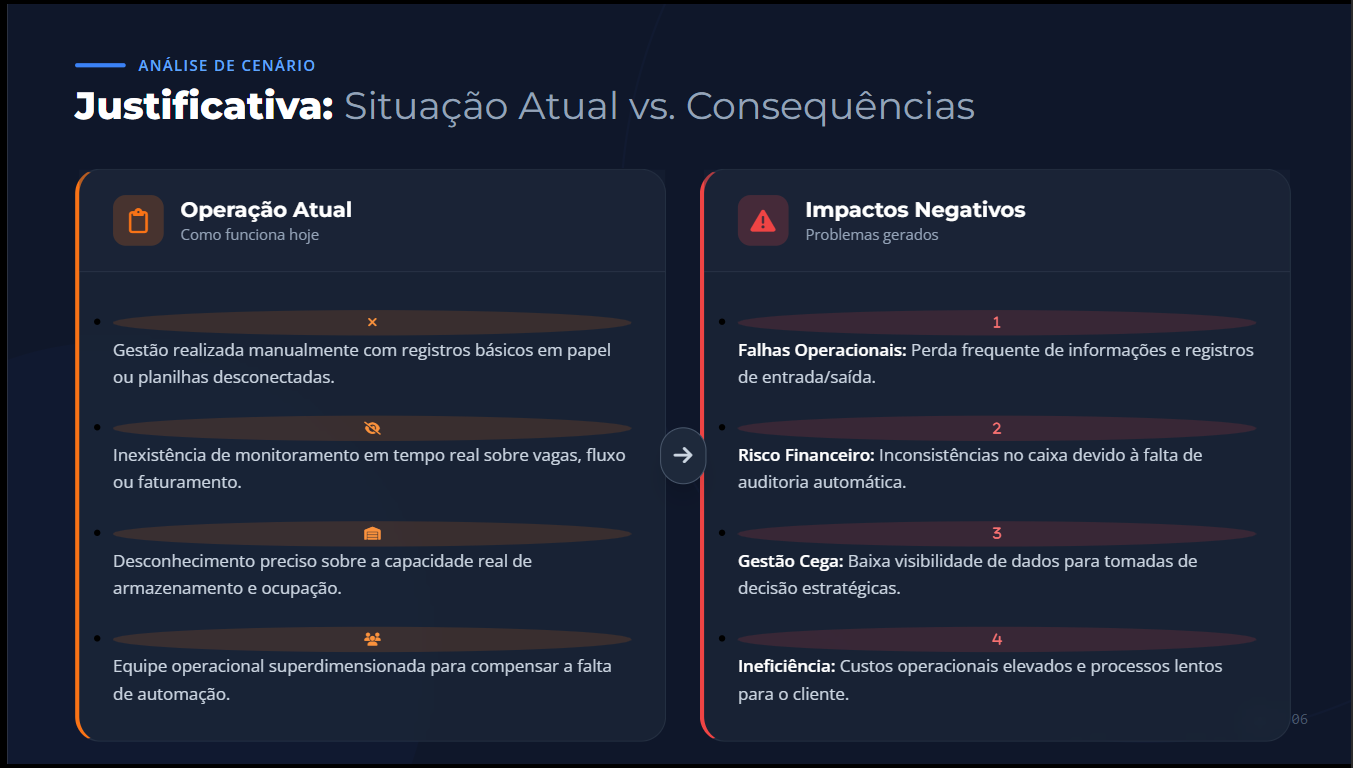 ANÁLISE DE CENÁRIO
Justificativa: Situação Atual vs. Consequências
Operação Atual
Como funciona hoje
Gestão realizada manualmente com registros básicos em papel
ou planilhas desconectadas.
Inexistência de monitoramento em tempo real sobre vagas, fluxo
ou faturamento.
Desconhecimento preciso sobre a capacidade real de
armazenamento e ocupação.
Equipe operacional superdimensionada para compensar a falta
de automação.
Impactos Negativos
Problemas gerados
1
Falhas Operacionais: Perda frequente de informações e registros
de entrada/saída.
2
Risco Financeiro: Inconsistências no caixa devido à falta de
auditoria automática.
3
Gestão Cega: Baixa visibilidade de dados para tomadas de
decisão estratégicas.
4
Ineficiência: Custos operacionais elevados e processos lentos
para o cliente.
06